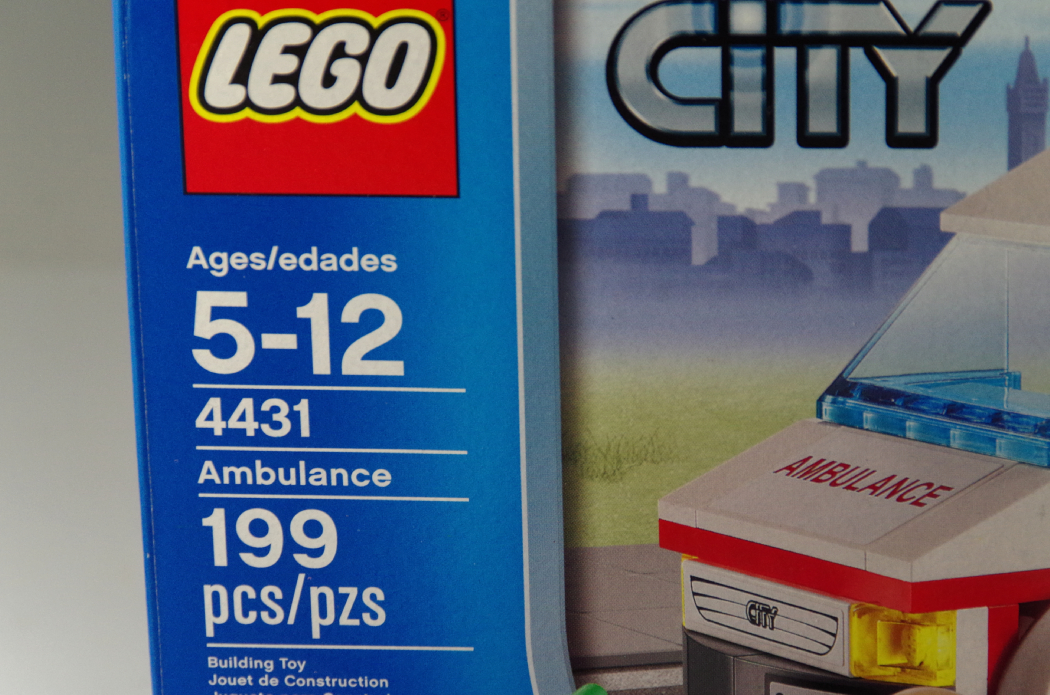 LEGO®
CITY
Ages/edades
5-12
4431
Ambulance
199
pcs/pzs
Building Toy
Jouet de Construction
AMBULANCE
CITY